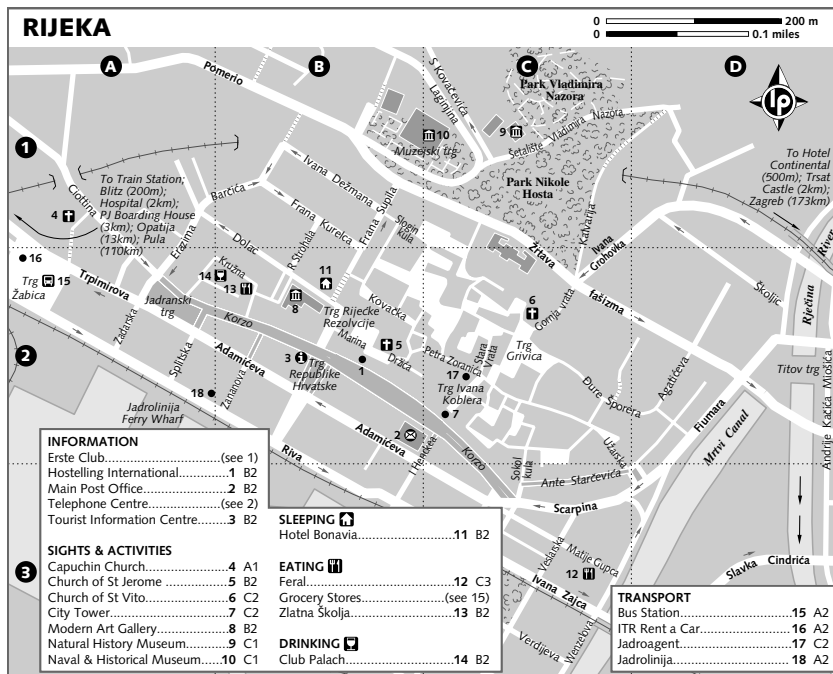 RIJEKA
0 200 m
0 0.1 miles
A
B
C
D
1
2
3
lp
Pomerio
S Kovačevića
Laginjina
Park Vladimira
Nazora
Šetalište Vladimira Nazora
10
Muzejski trg
9
Park Nikole
Hosta
To Hotel
Continental
(500m); Trsat
Castle (2km);
Zagreb (173km)
To Train Station;
Blitz (200m);
Hospital (2km);
PJ Boarding House
(3km); Opatija
(13km); Pula
(110km)
Ciottina
4
16
Trg
Žabica
15
Trpimirova
Barčića
Erazima
Ivana Dežmana
Frana Kurelca
Frana Supila
Slogin
kula
Dolac
R Strohala
Kružna
14
13
11
8
Jadranski
trg
Korzo
Kovačka
Trg Riječke
Rezolvcije
Marina
5
Držića
1
3
Trg
Republike
Hrvatske
Zadarska
Splitska
Adamićeva
Zanonova
18
Jadrolinija
Ferry Wharf
Riva
2
Adamićeva
I Henckea
Korzo
Petra Zoranić
Stara
Vrata
17
Trg Ivana
Koblera
7
6
Gornja vrata
Trg
Grivica
Žrtava
fašizma
Kalvarija
Ivana
Grohovka
Školjic
River
Rječina
Titov trg
Andrije Kačića Miošića
Đure Šporera
Agatićeva
Fiumara
Mrtvi Canal
Užarska
Sokol
kula
Ante Starčevića
Scarpina
Veslarska
Matije Gupca
12
Ivana Zajca
Verdijeva
Wenzelova
Slavka Cindrića
INFORMATION
Erste Club (see 1)
Hostelling International 1 B2
Main Post Office 2 B2
Telephone Centre (see 2)
Tourist Information Centre 3 B2
SIGHTS & ACTIVITIES
Capuchin Church 4 A1
Church of St Jerome 5 B2
Church of St Vito 6 C2
City Tower 7 C2
Modern Art Gallery 8 B2
Natural History Museum 9 C1
Naval & Historical Museum 10 C1
SLEEPING
Hotel Bonavia 11 B2
EATING
Feral 12 C3
Grocery Stores (see 15)
Zlatna Školja 13 B2
DRINKING
Club Palach 14 B2
TRANSPORT
Bus Station 15 A2
ITR Rent a Car 16 A2
Jadroagent 17 C2
Jadrolinija 18 A2